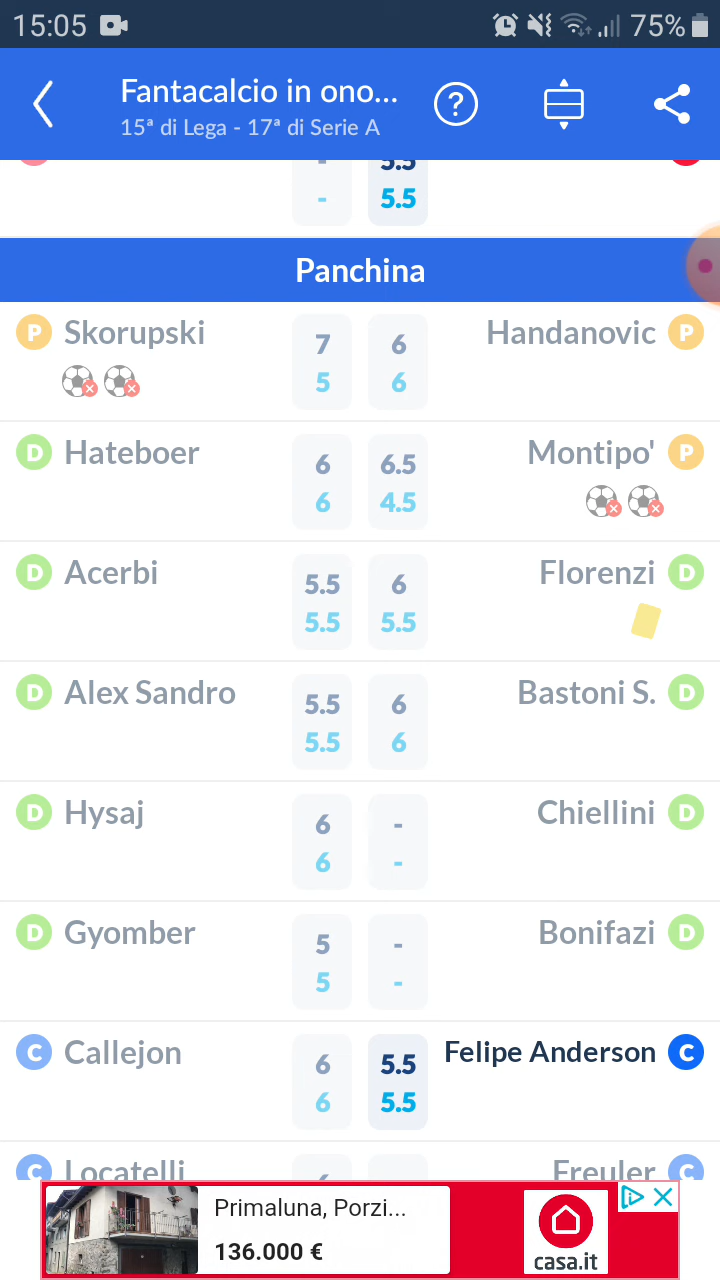 15:05 75%
Fantacalcio in ono... ?
15ª di Lega - 17ª di Serie A
- 5.5
- 5.5
Panchina
P Skorupski 7 6 Handanovic P
5 6
D Hateboer 6 6.5 Montipo' P
6 4.5
D Acerbi 5.5 6 Florenzi D
5.5 5.5
D Alex Sandro 5.5 6 Bastoni S. D
5.5 6
D Hysaj 6 - Chiellini D
6 -
D Gyomber 5 - Bonifazi D
5 -
C Callejon 6 5.5 Felipe Anderson C
6 5.5
C Locatelli Freuler C
Primaluna, Porzi...
136.000 €
casa.it